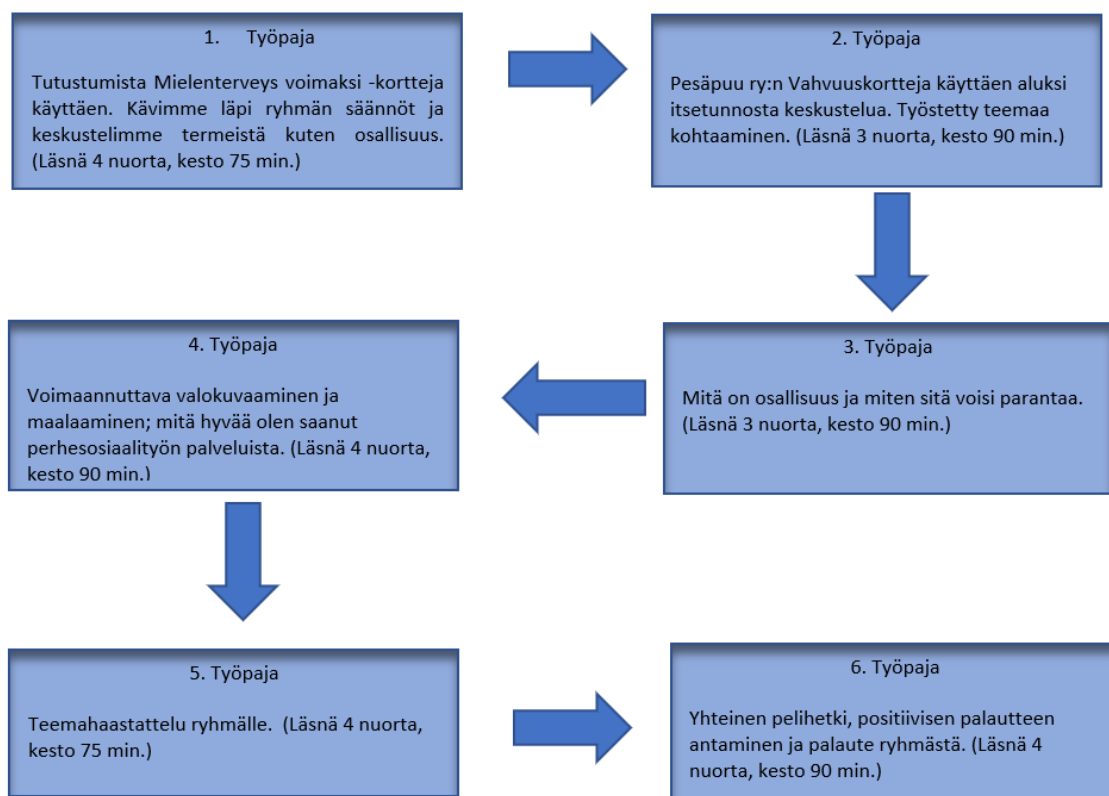 1. Työpaja
Tutustumista Mielenterveys voimaksi -kortteja
käyttäen. Kävimme läpi ryhmän säännöt ja
keskustelimme termeistä kuten osallisuus.
(Läsnä 4 nuorta, kesto 75 min.)
2. Työpaja
Pesäpuu ry:n Vahvuuskortteja käyttäen aluksi
itsetunnosta keskustelua. Työstetty teemaa
kohtaaminen. (Läsnä 3 nuorta, kesto 90 min.)
3. Työpaja
Mitä on osallisuus ja miten sitä voisi parantaa.
(Läsnä 3 nuorta, kesto 90 min.)
4. Työpaja
Voimaannuttava valokuvaaminen ja
maalaaminen; mitä hyvää olen saanut
perhesosiaalityön palveluista. (Läsnä 4 nuorta,
kesto 90 min.)
5. Työpaja
Teemahaastattelu ryhmälle. (Läsnä 4 nuorta,
kesto 75 min.)
6. Työpaja
Yhteinen pelihetki, positiivisen palautteen
antaminen ja palaute ryhmästä. (Läsnä 4
nuorta, kesto 90 min.)